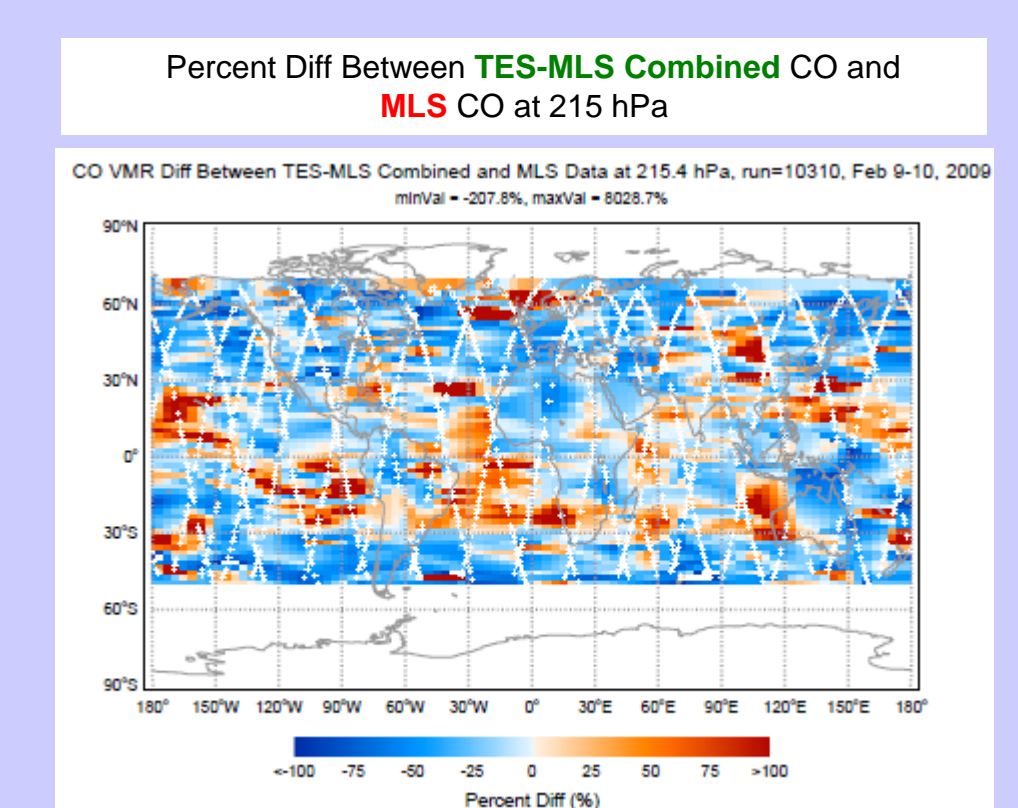 Percent Diff Between TES-MLS Combined CO and
MLS CO at 215 hPa
CO VMR Diff Between TES-MLS Combined and MLS Data at 215.4 hPa, run=10310, Feb 9-10, 2009
minVal = -207.8%, maxVal = 8028.7%
90°N
60°N
30°N
0°
30°S
60°S
90°S
180° 150°W 120°W 90°W 60°W 30°W 0° 30°E 60°E 90°E 120°E 150°E 180°
<-100 -75 -50 -25 0 25 50 75 >100
Percent Diff (%)